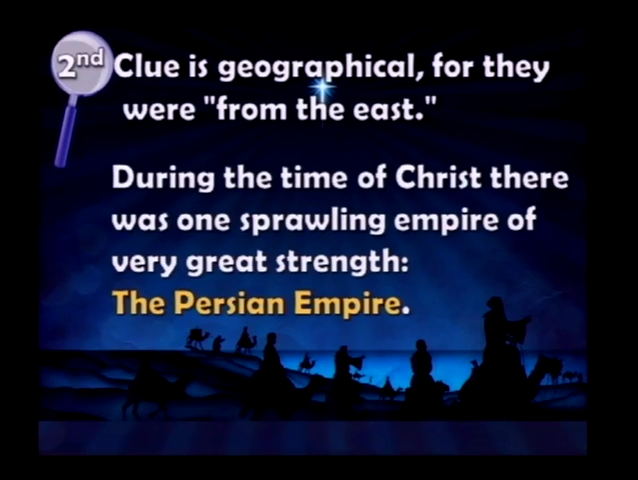 2nd Clue is geographical, for they
were "from the east."
During the time of Christ there
was one sprawling empire of
very great strength:
The Persian Empire.